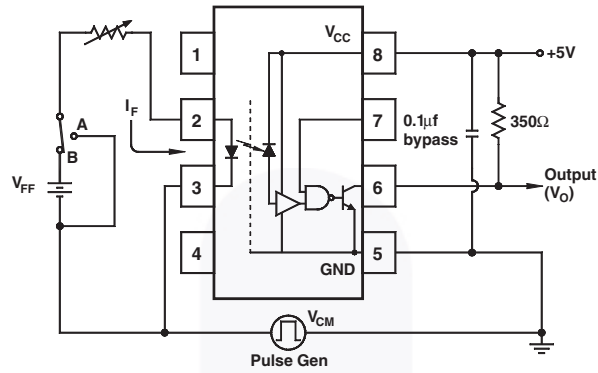 1
V_CC
8
+5V
A
B
I_F
2
7
0.1μf
bypass
350Ω
V_FF
3
6
Output
(V_O)
4
GND
5
V_CM
Pulse Gen